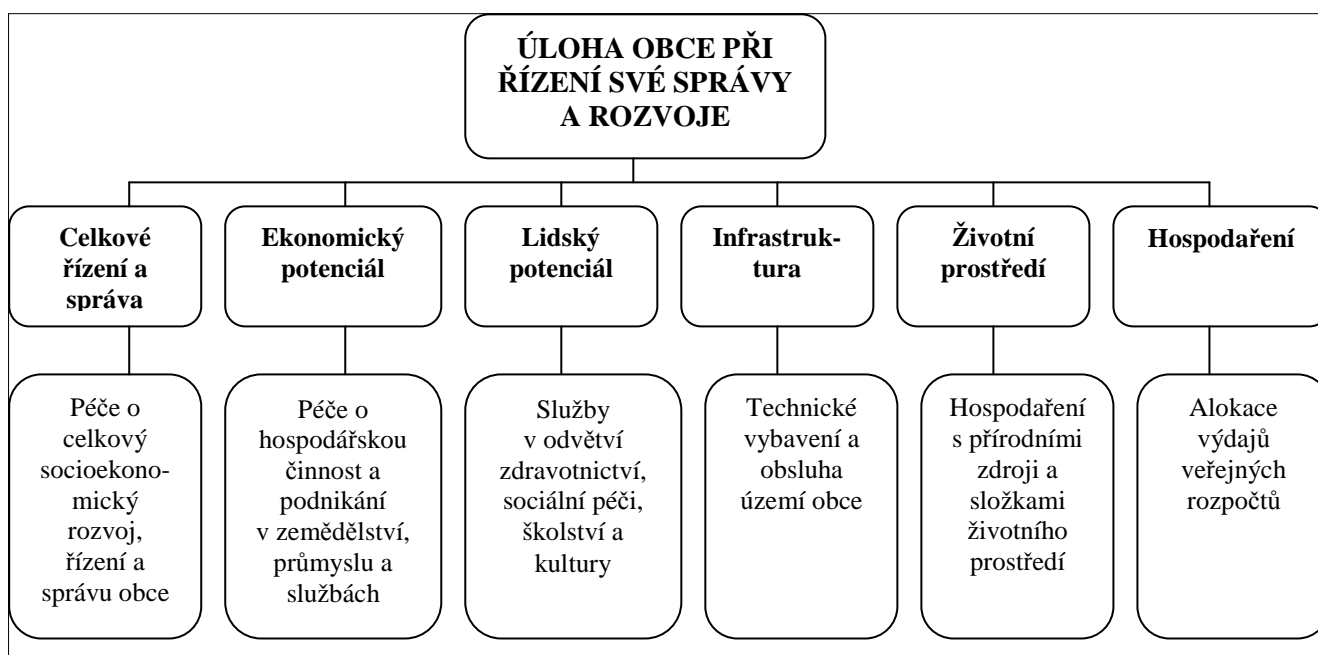 ÚLOHA OBCE PŘI
ŘÍZENÍ SVÉ SPRÁVY
A ROZVOJE
Celkové
řízení a
správa
Ekonomický
potenciál
Lidský
potenciál
Infrastruk-
tura
Životní
prostředí
Hospodaření
Péče o
celkový
socioekono-
mický
rozvoj,
řízení a
správu obce
Péče o
hospodářskou
činnost a
podnikání
v zemědělství,
průmyslu a
službách
Služby
v odvětví
zdravotnictví,
sociální péči,
školství a
kultury
Technické
vybavení a
obsluha
území obce
Hospodaření
s přírodními
zdroji a
složkami
životního
prostředí
Alokace
výdajů
veřejných
rozpočtů